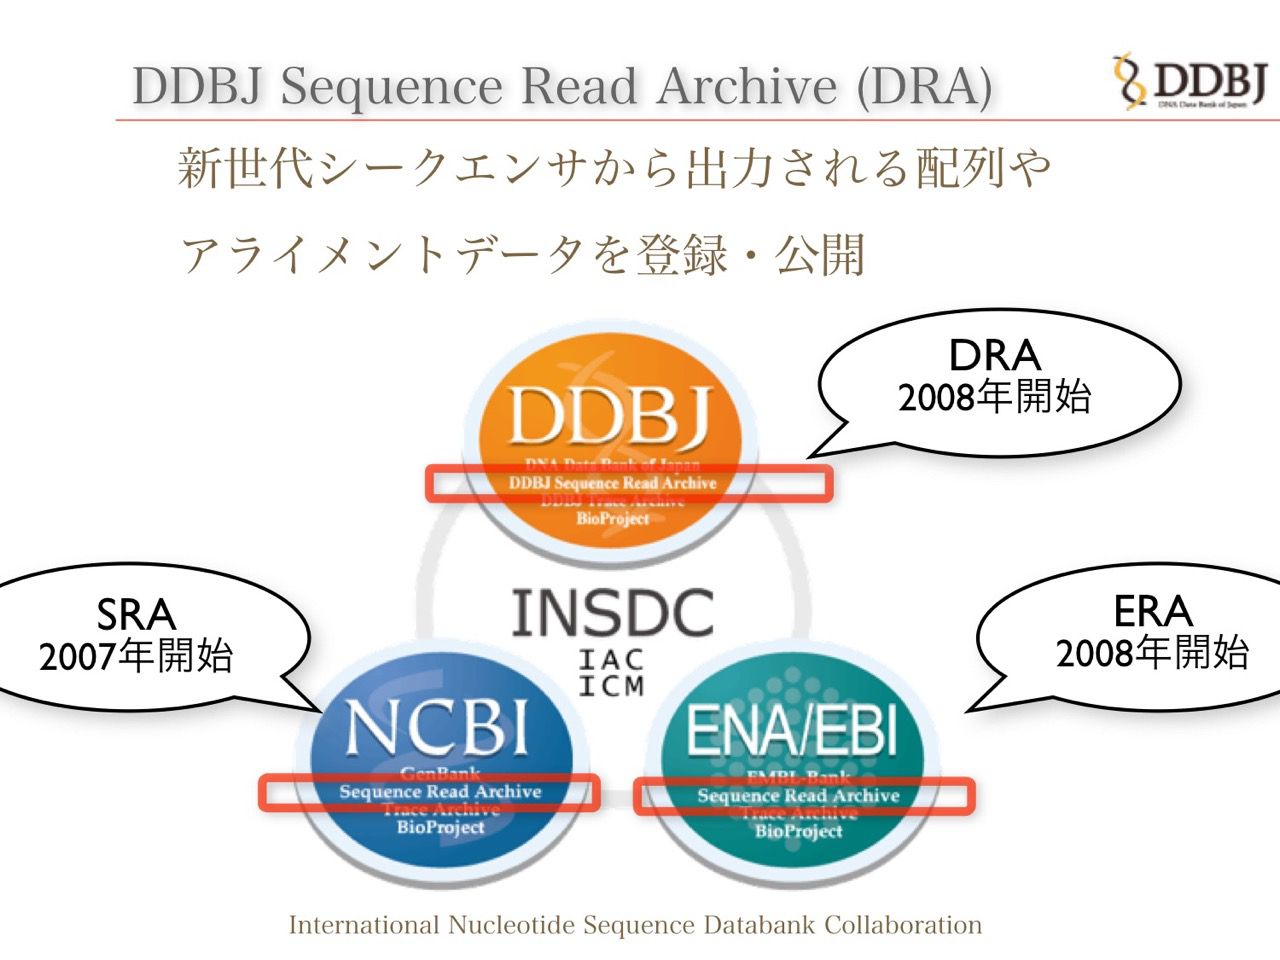 DDBJ Sequence Read Archive (DRA)
DDBJ
DNA Data Bank of Japan
新世代シークエンサから出力される配列や
アライメントデータを登録・公開
DRA
2008年開始
DDBJ
DNA Data Bank of Japan
DDBJ Sequence Read Archive
DDBJ Trace Archive
BioProject
INSDC
IAC
ICM
SRA
2007年開始
ERA
2008年開始
NCBI
GenBank
Sequence Read Archive
Trace Archive
BioProject
ENA/EBI
EMBL-Bank
Sequence Read Archive
Trace Archive
BioProject
International Nucleotide Sequence Databank Collaboration